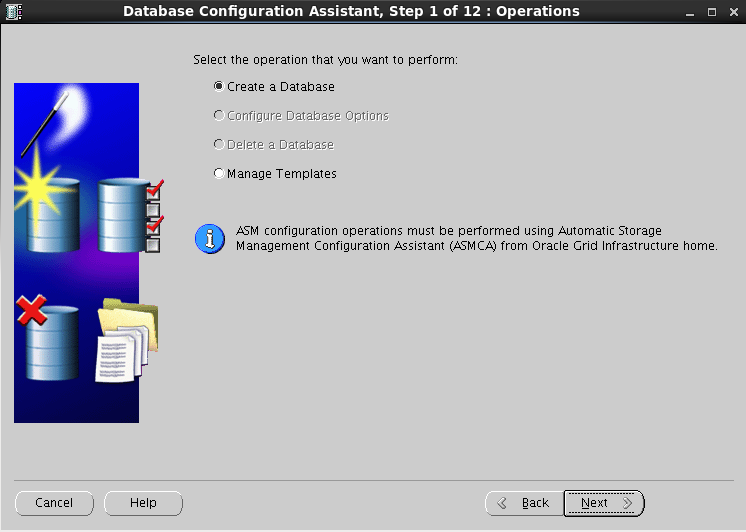 Database Configuration Assistant, Step 1 of 12 : Operations
Select the operation that you want to perform:
Create a Database
Configure Database Options
Delete a Database
Manage Templates
ASM configuration operations must be performed using Automatic Storage
Management Configuration Assistant (ASMCA) from Oracle Grid Infrastructure home.
Cancel
Help
Back
Next